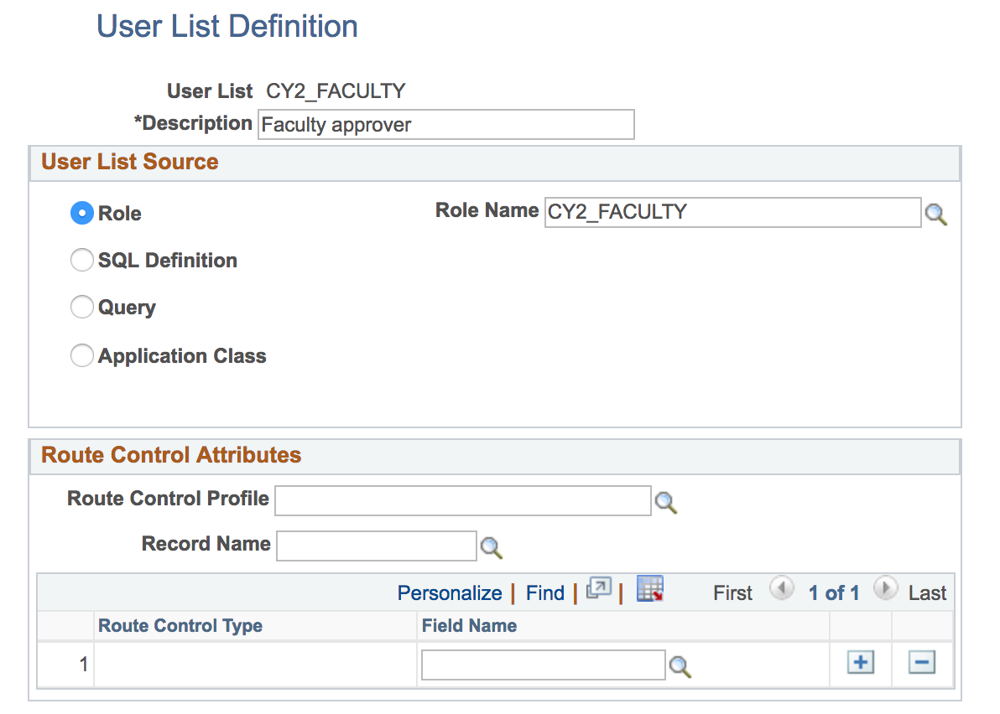 User List Definition
User List CY2_FACULTY
*Description Faculty approver
User List Source
Role Role Name CY2_FACULTY
SQL Definition
Query
Application Class
Route Control Attributes
Route Control Profile
Record Name
Personalize | Find | | First 1 of 1 Last
Route Control Type Field Name
1